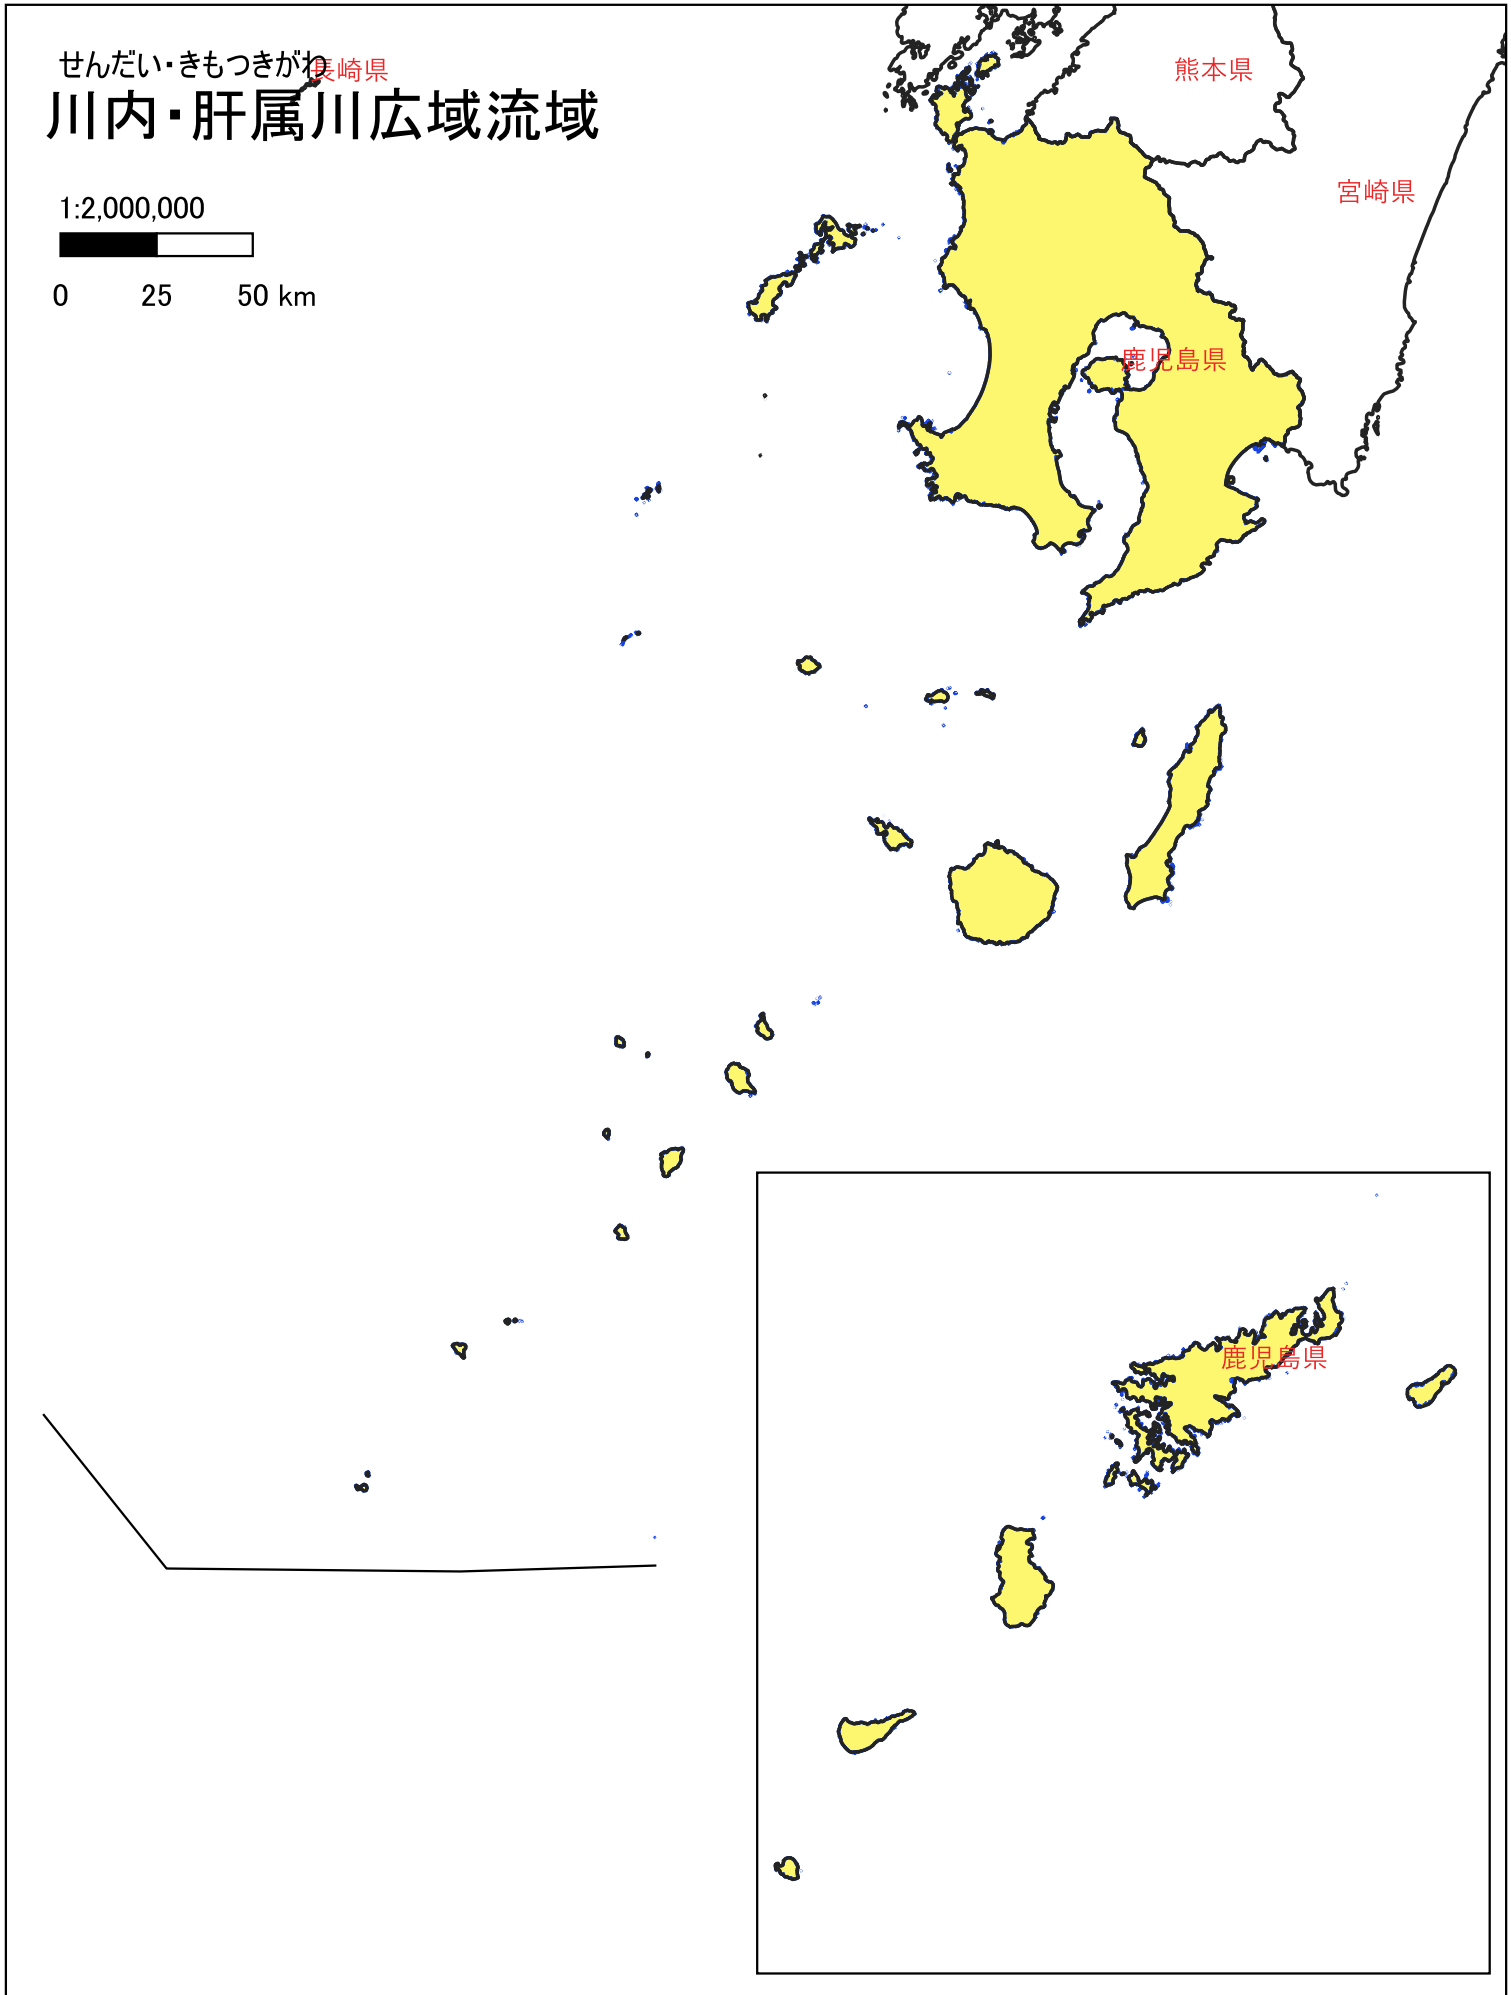 せんだい・きもつきがわ
川内・肝属川広域流域
長崎県
熊本県
宮崎県
1:2,000,000
0 25 50 km
鹿児島県
鹿児島県